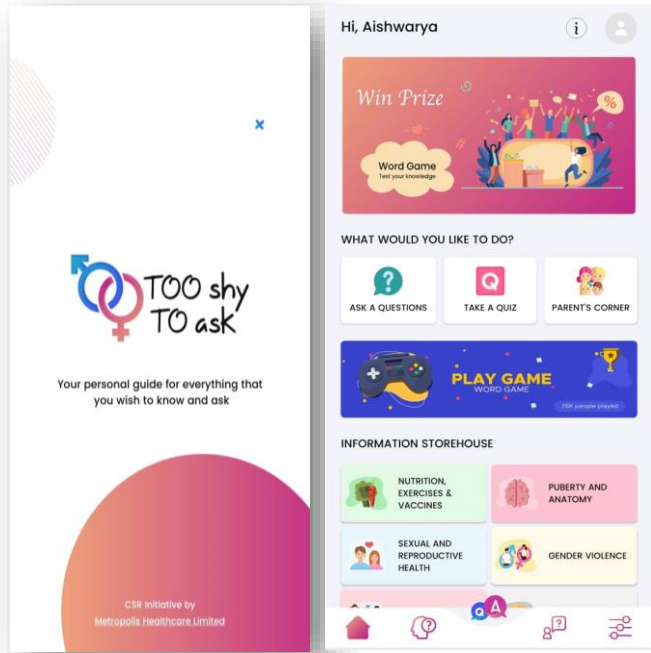 TOO shy
TO ask
Your personal guide for everything that
you wish to know and ask
CSR Initiative by
Metropolis Healthcare Limited
Hi, Aishwarya
i
Win Prize
%
Word Game
Test your knowledge
WHAT WOULD YOU LIKE TO DO?
?
Q
ASK A QUESTIONS
TAKE A QUIZ
PARENT'S CORNER
PLAY GAME
WORD GAME
76K people played
INFORMATION STOREHOUSE
NUTRITION,
EXERCISES &
VACCINES
PUBERTY AND
ANATOMY
SEXUAL AND
REPRODUCTIVE
HEALTH
GENDER VIOLENCE
Q A
? ?